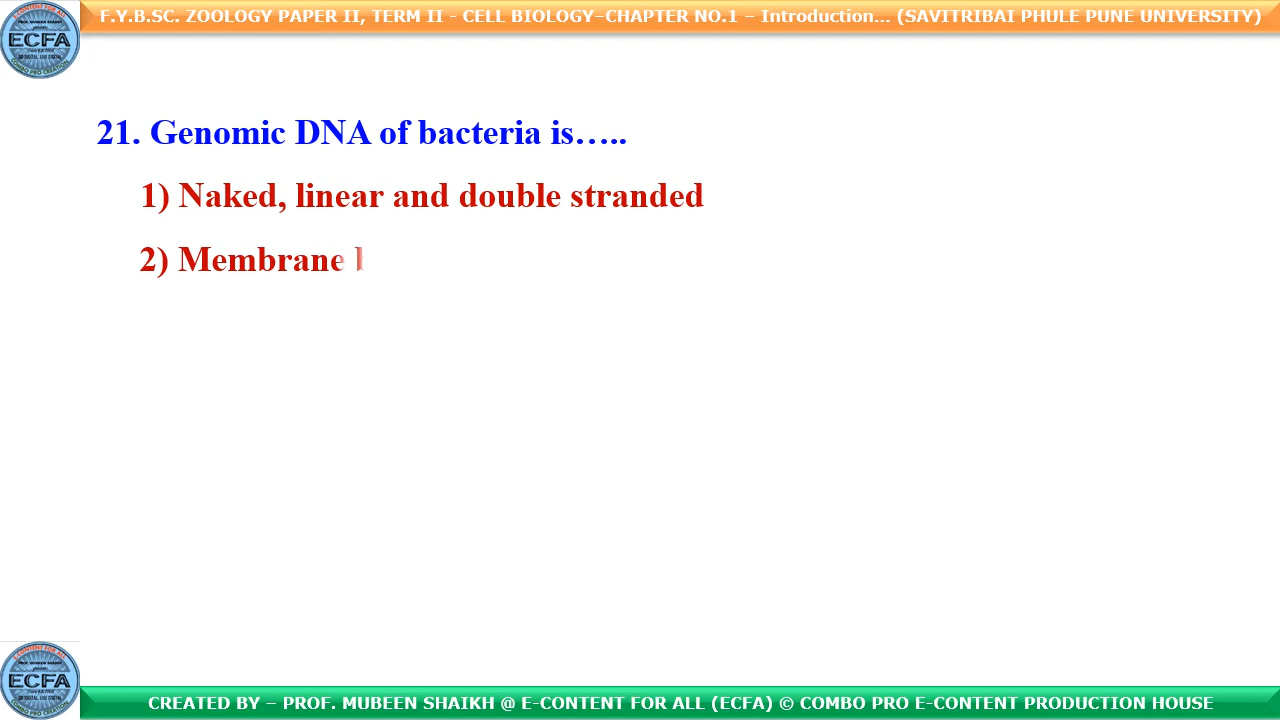 F.Y.B.SC. ZOOLOGY PAPER II, TERM II - CELL BIOLOGY–CHAPTER NO.1 – Introduction... (SAVITRIBAI PHULE PUNE UNIVERSITY)
ECFA
21. Genomic DNA of bacteria is…..
1) Naked, linear and double stranded
2) Membrane
ECFA
CREATED BY – PROF. MUBEEN SHAIKH @ E-CONTENT FOR ALL (ECFA) © COMBO PRO E-CONTENT PRODUCTION HOUSE